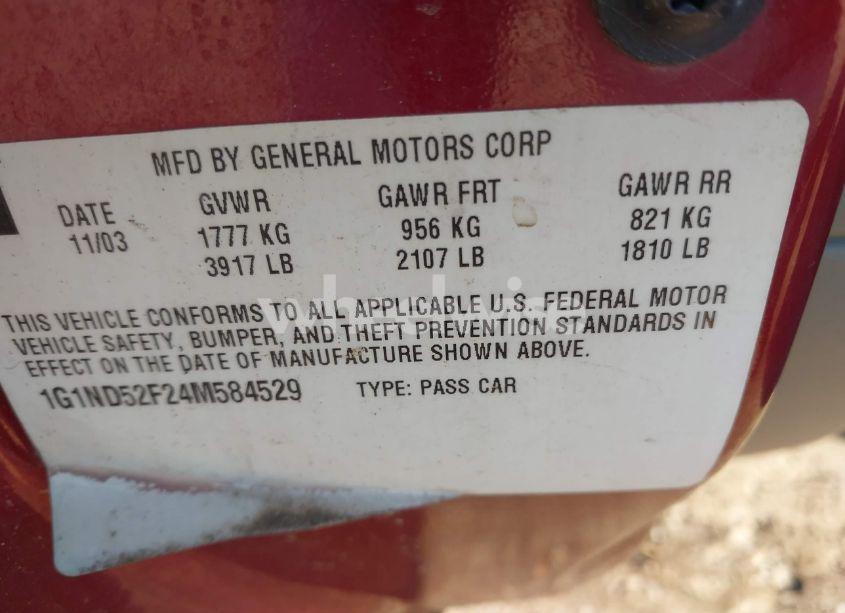 MFD BY GENERAL MOTORS CORP
DATE GVWR GAWR FRT GAWR RR
11/03 1777 KG 956 KG 821 KG
3917 LB 2107 LB 1810 LB
THIS VEHICLE CONFORMS TO ALL APPLICABLE U.S. FEDERAL MOTOR
VEHICLE SAFETY, BUMPER, AND THEFT PREVENTION STANDARDS IN
EFFECT ON THE DATE OF MANUFACTURE SHOWN ABOVE.
1G1ND52F24M584529 TYPE: PASS CAR